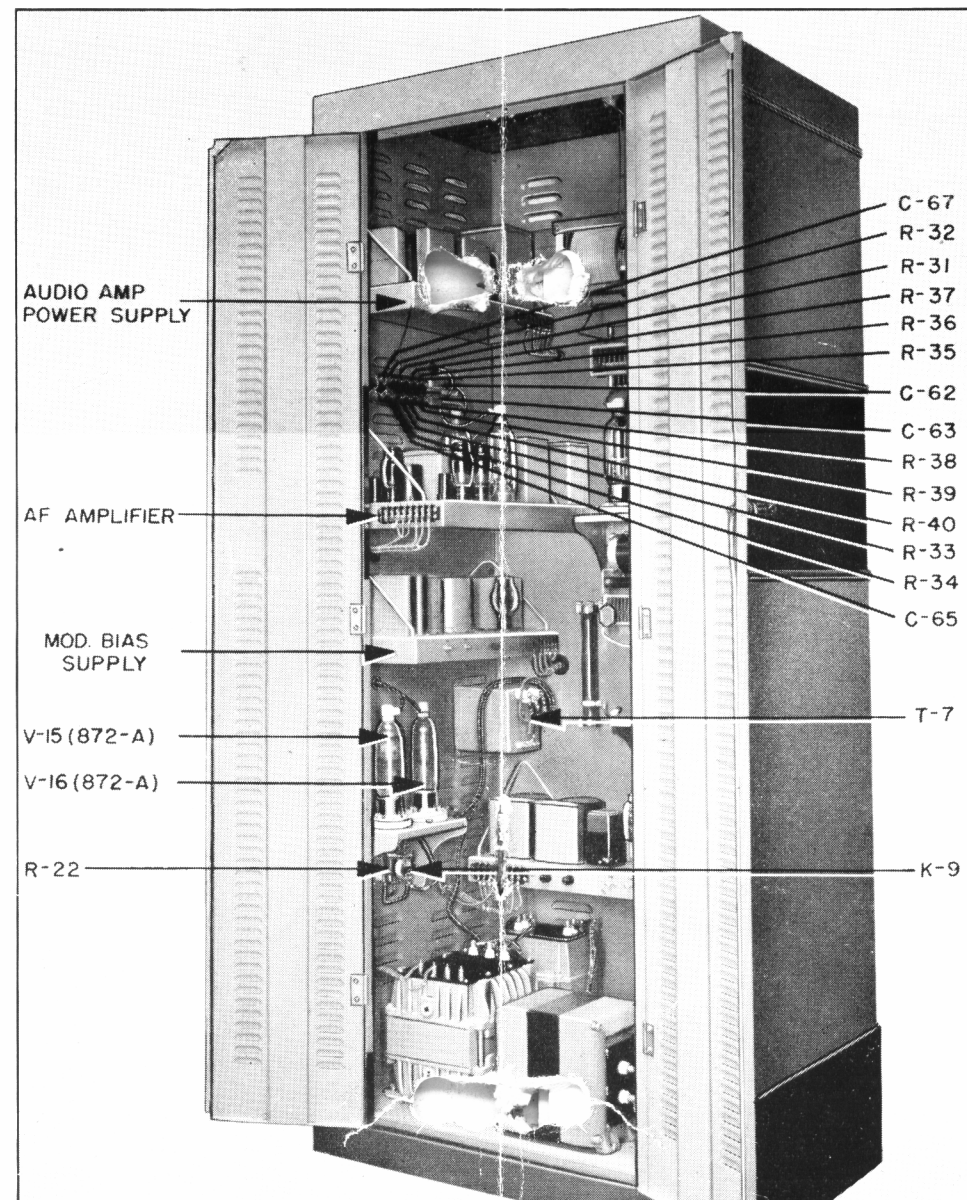 AUDIO AMP
POWER SUPPLY
AF AMPLIFIER
MOD. BIAS
SUPPLY
V-15 (872-A)
V-16 (872-A)
R-22
C-67
R-32
R-31
R-37
R-36
R-35
C-62
C-63
R-38
R-39
R-40
R-33
R-34
C-65
T-7
K-9